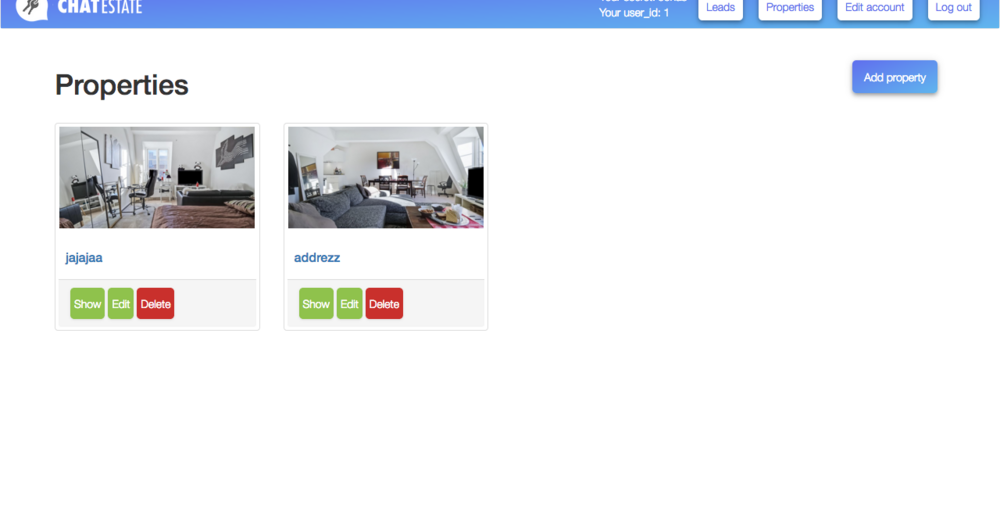 CHATESTATE
Your user_id: 1
Leads
Properties
Edit account
Log out
Properties
Add property
jajajaa
addrezz
Show Edit Delete
Show Edit Delete